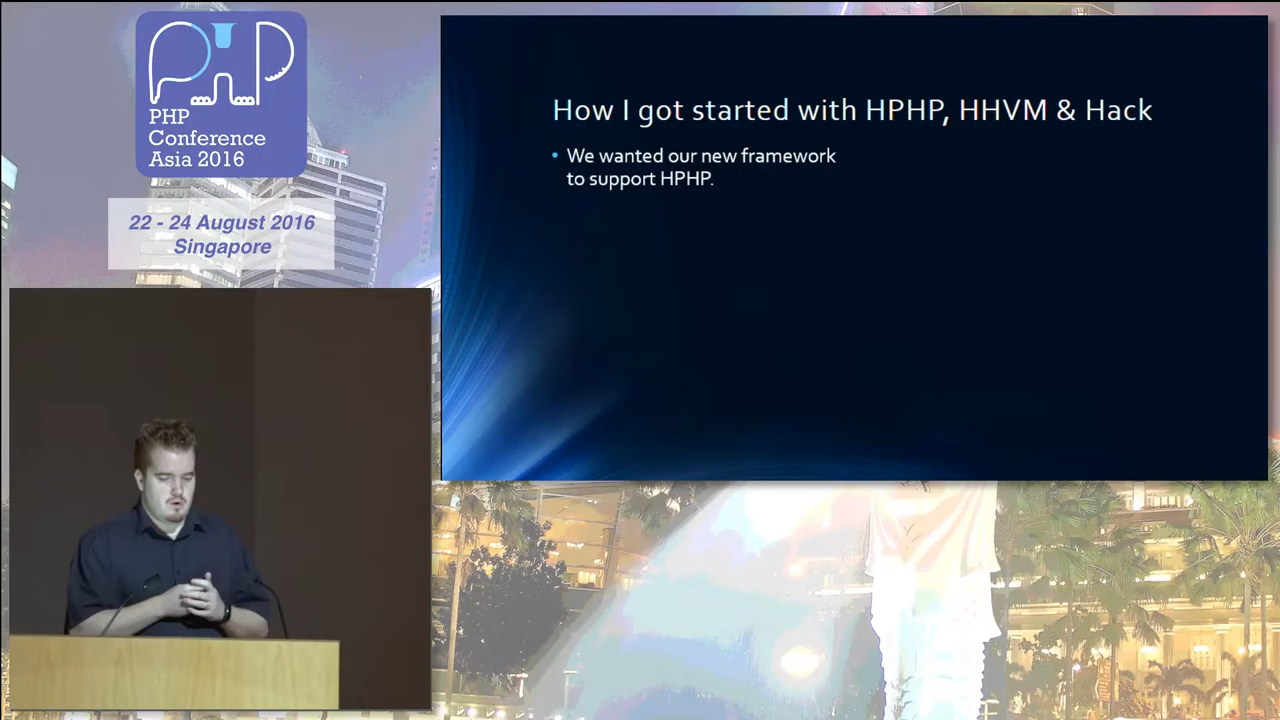 PHP
PHP
Conference
Asia 2016
22 - 24 August 2016
Singapore
How I got started with HPHP, HHVM & Hack
• We wanted our new framework
to support HPHP.